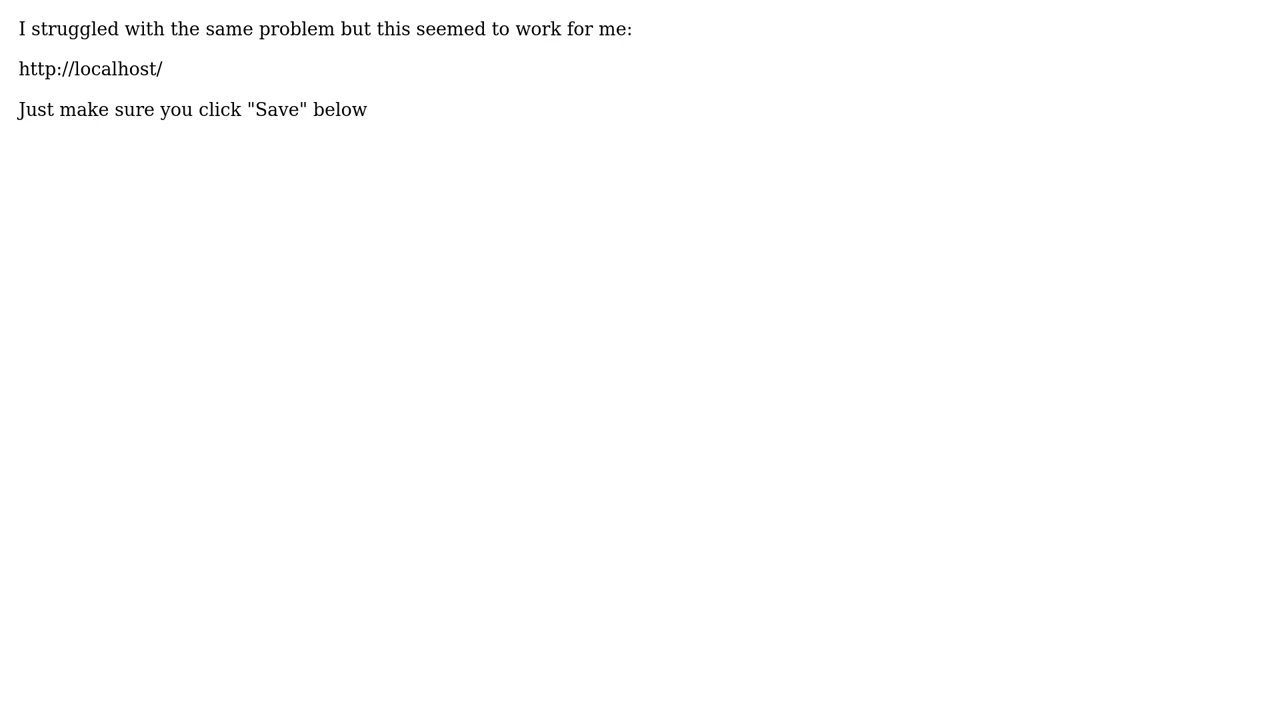 I struggled with the same problem but this seemed to work for me:
http://localhost/
Just make sure you click "Save" below